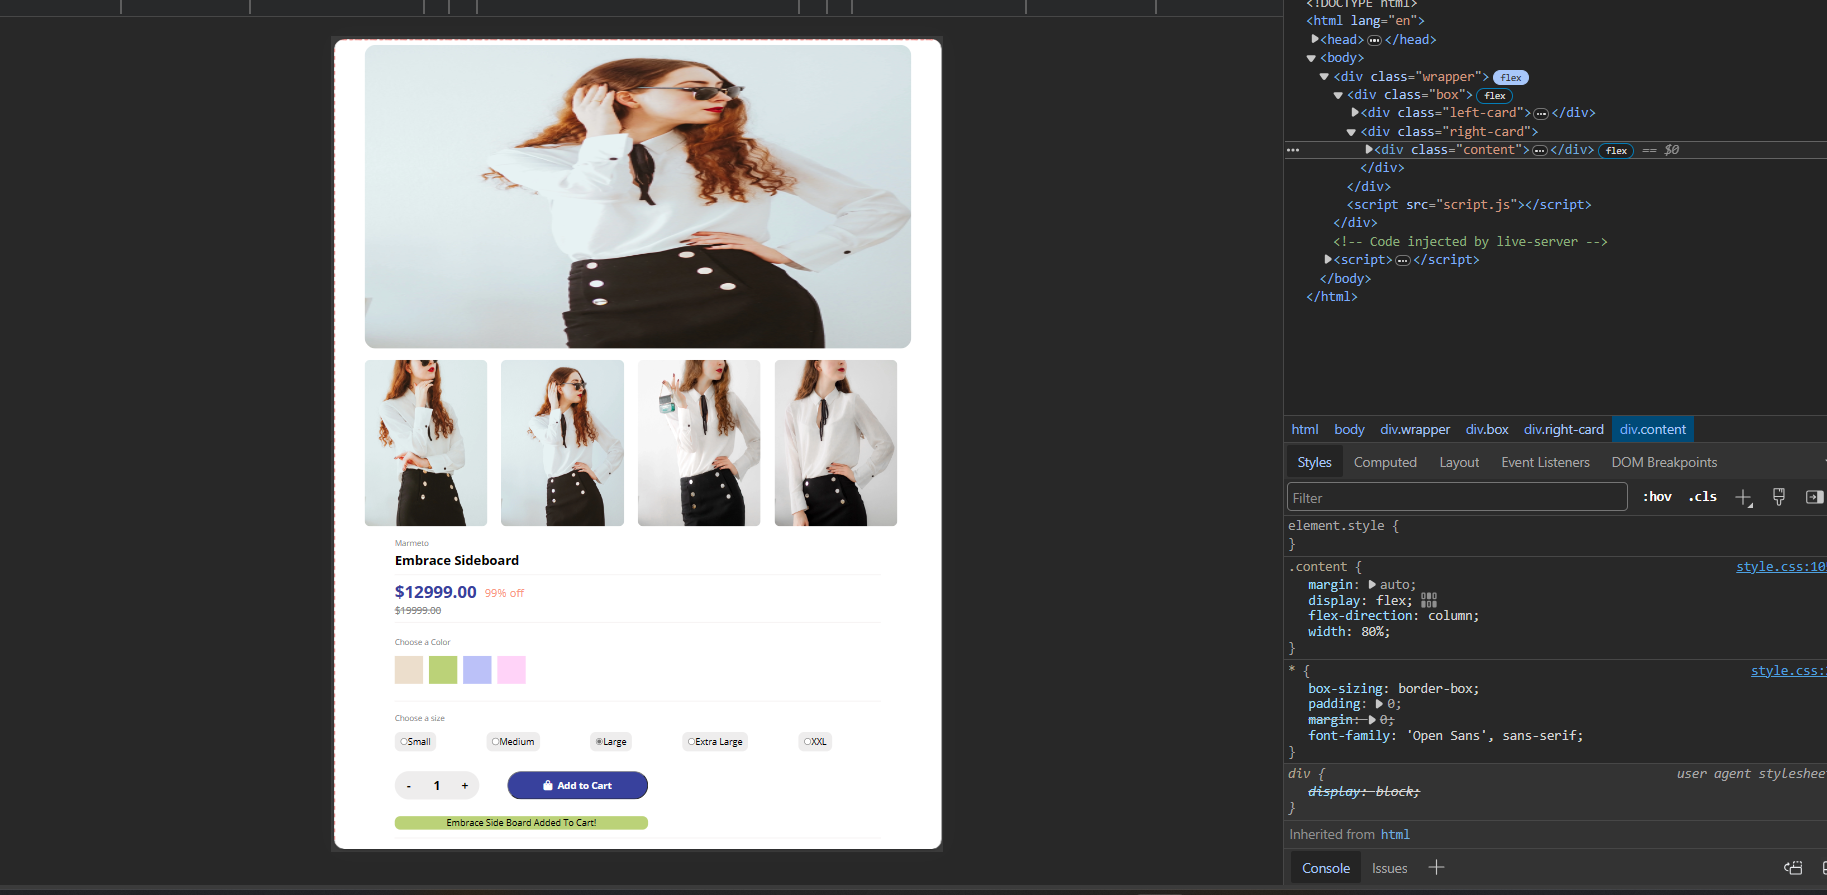 Marmeto
Embrace Sideboard
$12999.00 99% off
$19999.00
Choose a Color
Choose a size
Small Medium Large Extra Large XXL
- 1 + Add to Cart
Embrace Side Board Added To Cart!
<!DOCTYPE html>
<html lang="en">
<head> ... </head>
<body>
<div class="wrapper"> flex
<div class="box"> flex
<div class="left-card"> ... </div>
<div class="right-card">
... <div class="content"> ... </div> flex == $0
</div>
</div>
<script src="script.js"></script>
</div>
<!-- Code injected by live-server -->
<script> ... </script>
</body>
</html>
html body div.wrapper div.box div.right-card div.content
Styles Computed Layout Event Listeners DOM Breakpoints
Filter :hov .cls
element.style {
}
.content { style.css:10
margin: auto;
display: flex;
flex-direction: column;
width: 80%;
}
* { style.css:
box-sizing: border-box;
padding: 0;
margin: 0;
font-family: 'Open Sans', sans-serif;
}
div { user agent styleshee
display: block;
}
Inherited from html
Console Issues